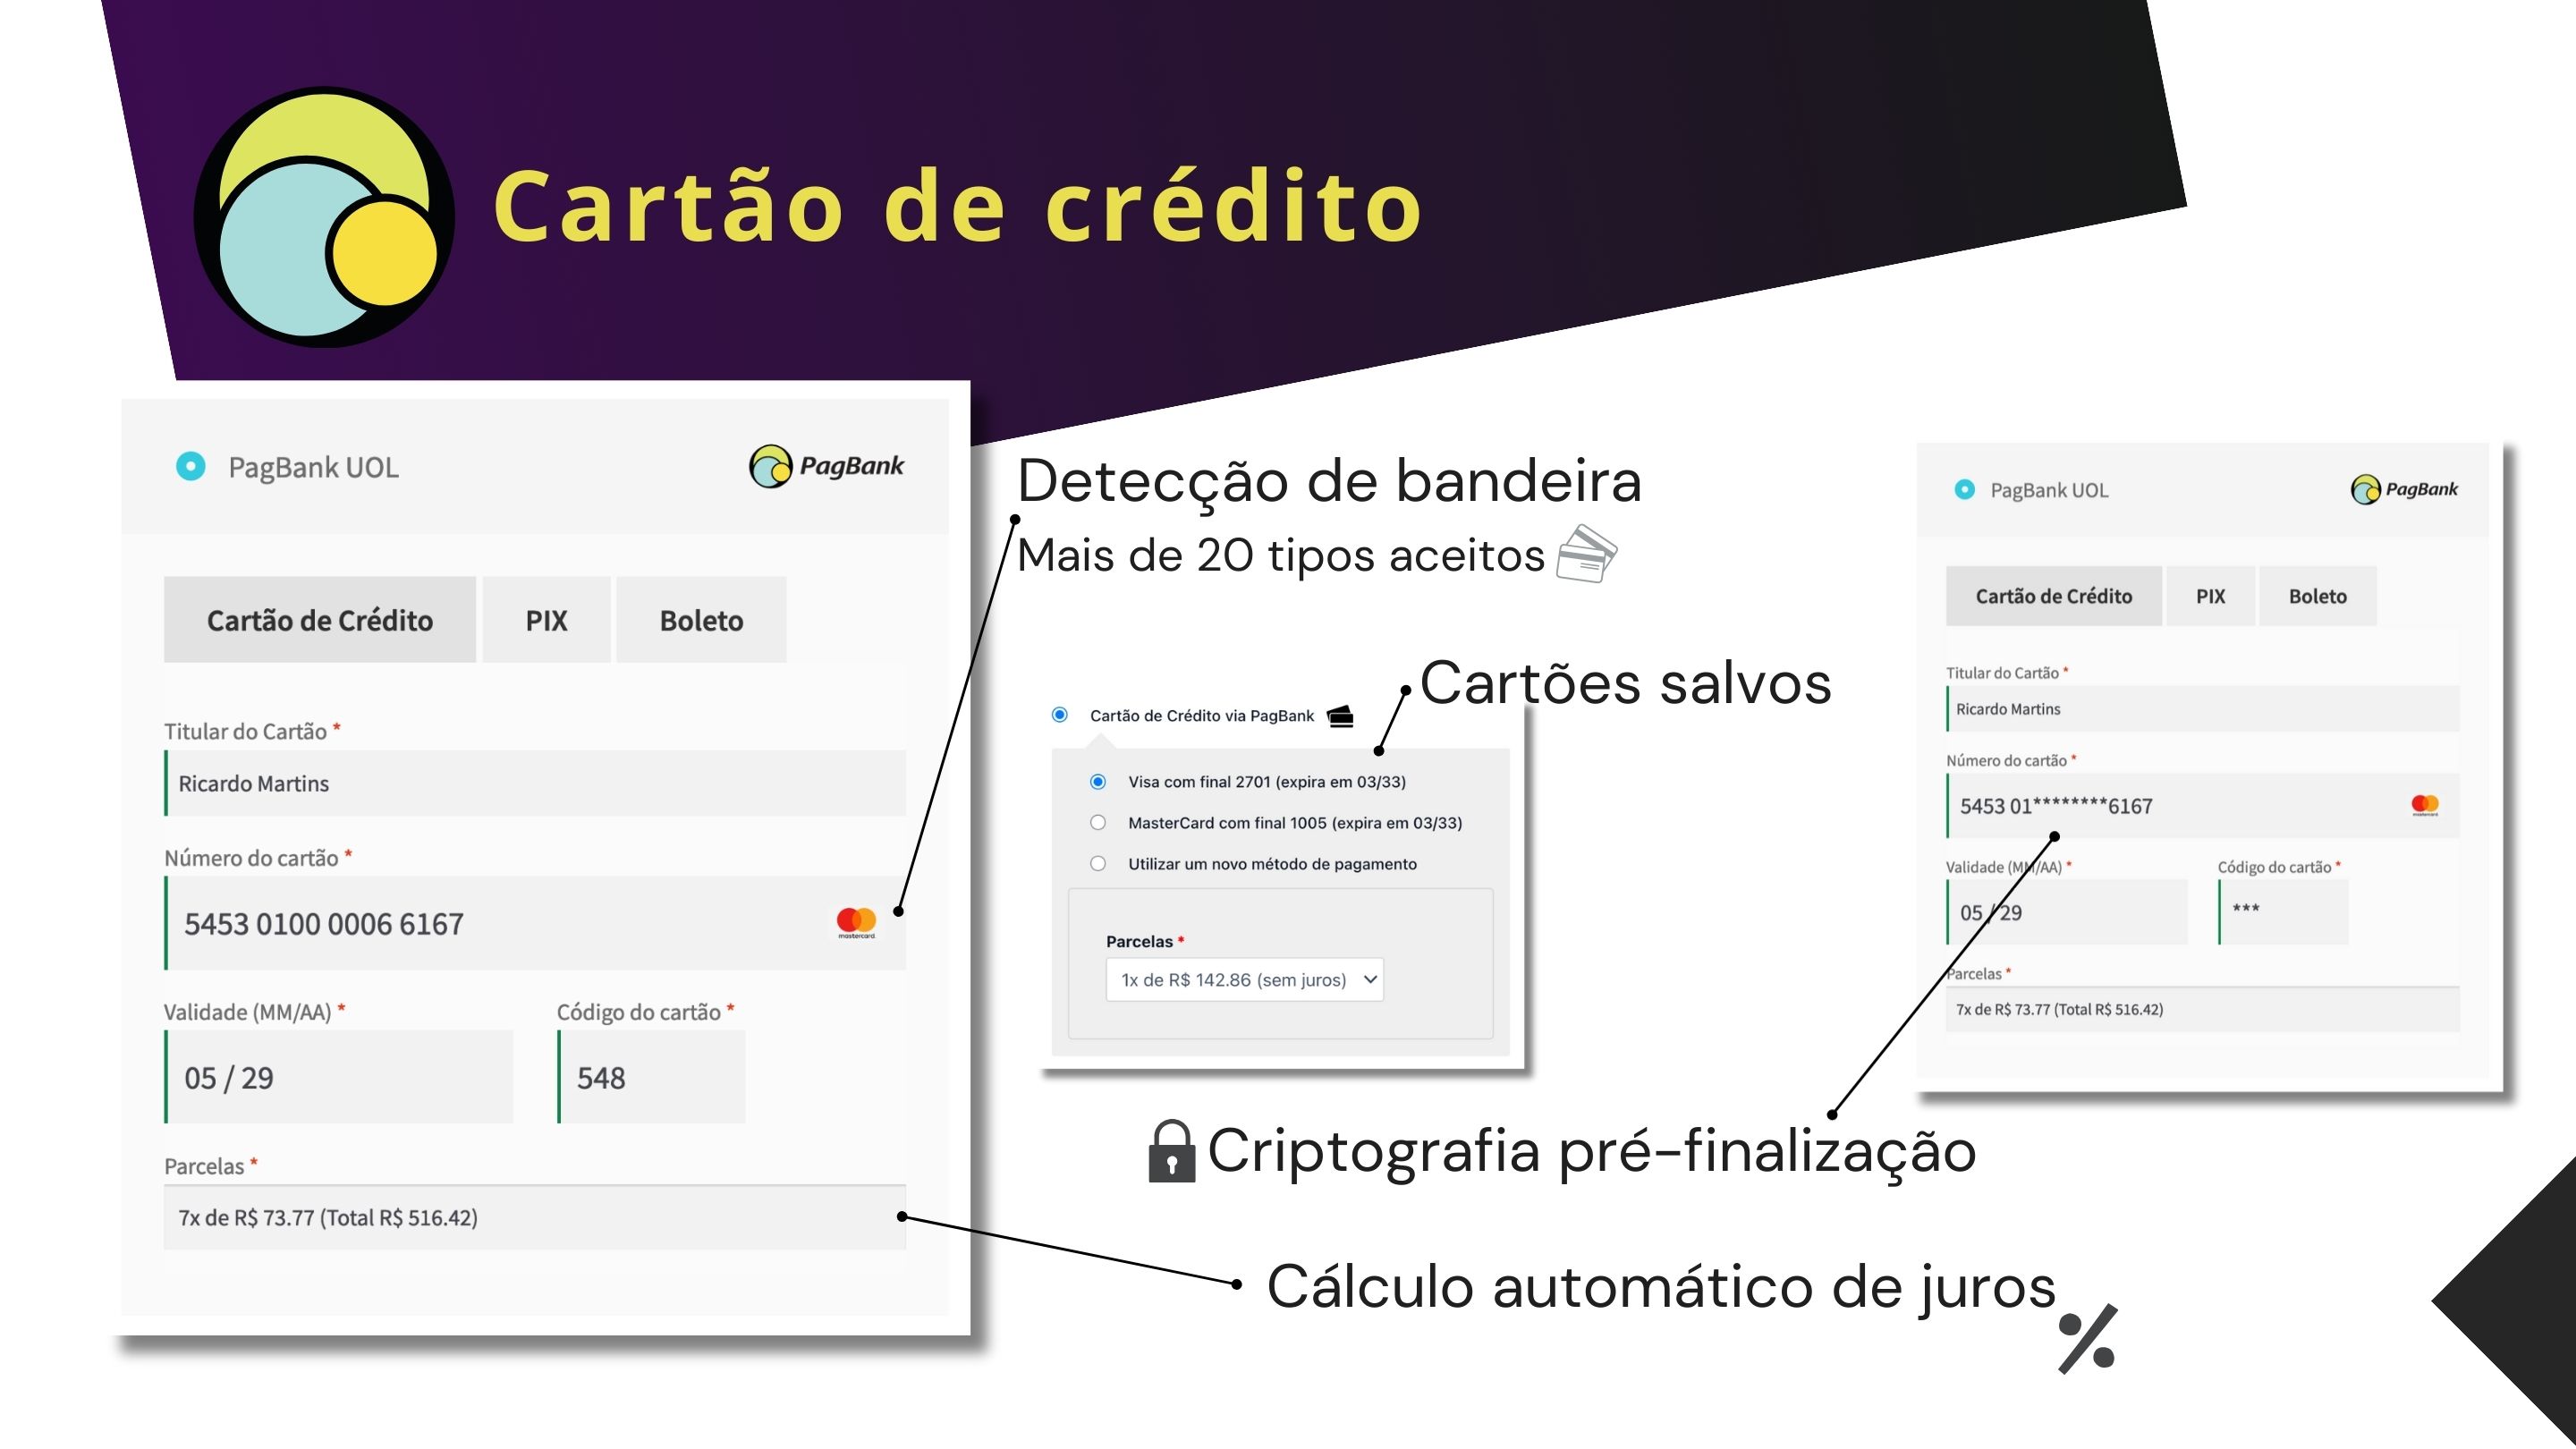 Cartão de crédito
PagBank UOL
PagBank
Cartão de Crédito
PIX
Boleto
Titular do Cartão *
Ricardo Martins
Número do cartão *
5453 0100 0006 6167
mastercard
Validade (MM/AA) *
Código do cartão *
05 / 29
548
Parcelas *
7x de R$ 73.77 (Total R$ 516.42)
Detecção de bandeira
Mais de 20 tipos aceitos
Cartões salvos
Cartão de Crédito via PagBank
Visa com final 2701 (expira em 03/33)
MasterCard com final 1005 (expira em 03/33)
Utilizar um novo método de pagamento
Parcelas *
1x de R$ 142.86 (sem juros)
PagBank UOL
PagBank
Cartão de Crédito
PIX
Boleto
Titular do Cartão *
Ricardo Martins
Número do cartão *
5453 01********6167
mastercard
Validade (MM/AA) *
Código do cartão *
05 / 29
***
Parcelas *
7x de R$ 73.77 (Total R$ 516.42)
Criptografia pré-finalização
Cálculo automático de juros
%